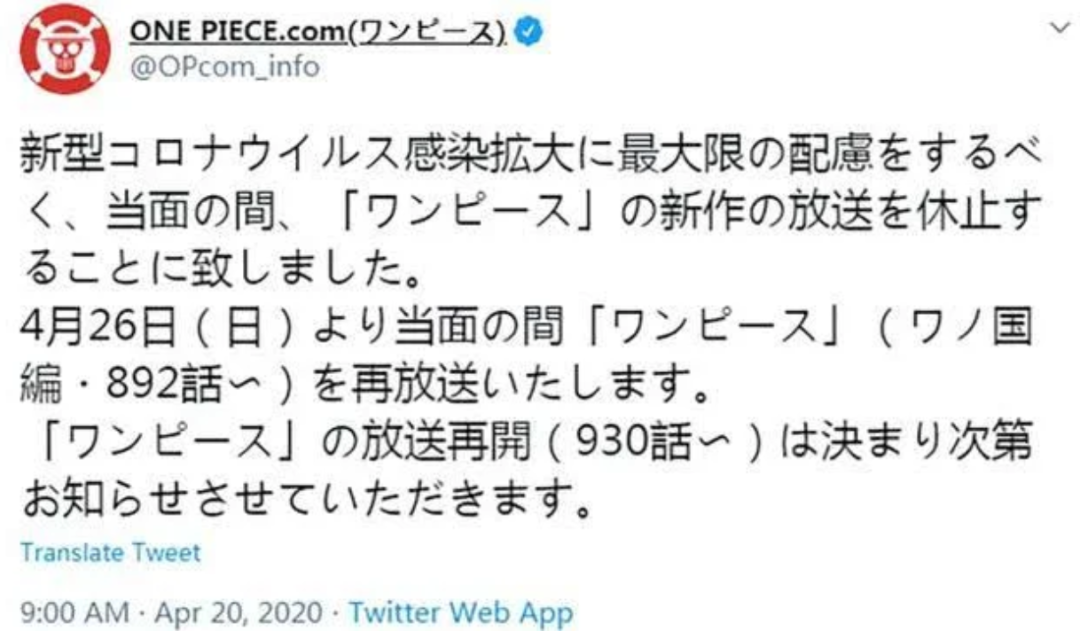 ONE PIECE.com(ワンピース)
@OPcom_info
新型コロナウイルス感染拡大に最大限の配慮をするべ
く、当面の間、「ワンピース」の新作の放送を休止す
ることに致しました。
4月26日(日)より当面の間「ワンピース」(ワノ国
編・892話〜)を再放送いたします。
「ワンピース」の放送再開(930話〜)は決まり次第
お知らせさせていただきます。
Translate Tweet
9:00 AM · Apr 20, 2020 · Twitter Web App